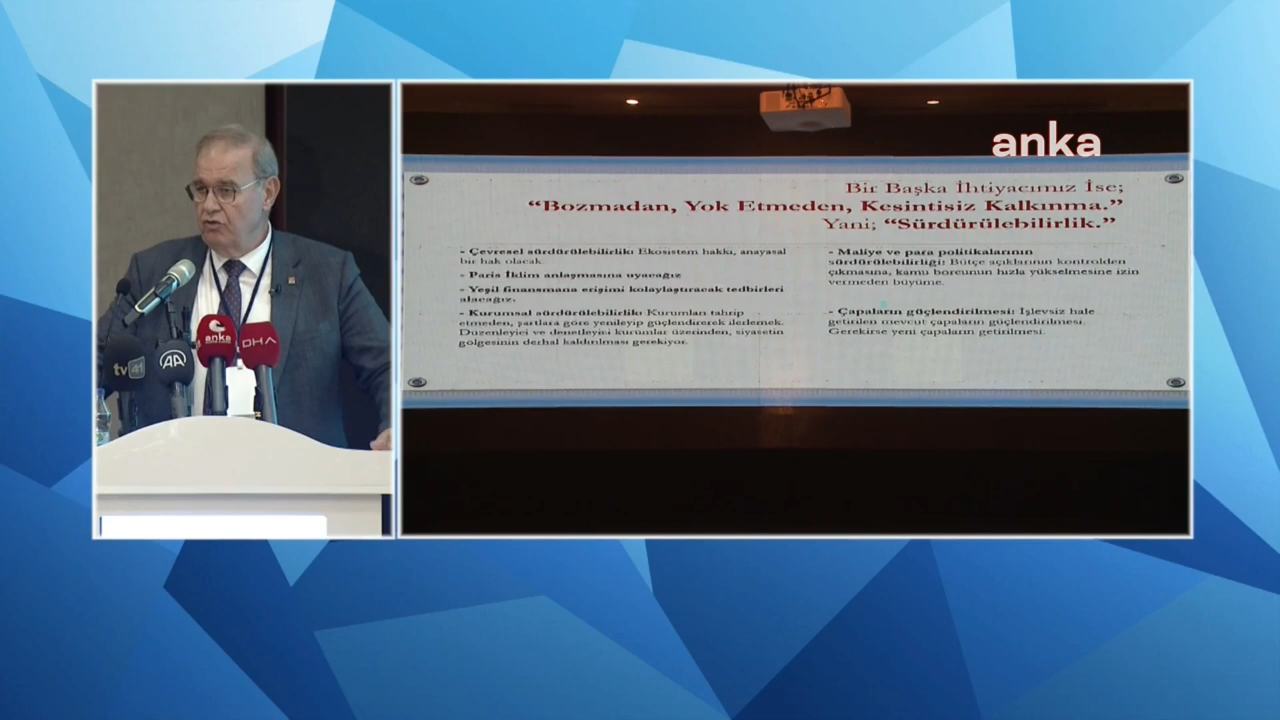 anka
Bir Başka İhtiyacımız İse;
“Bozmadan, Yok Etmeden, Kesintisiz Kalkınma.”
Yani; “Sürdürülebilirlik.”
- Çevresel sürdürülebilirlik: Ekosistem hakkı, anayasal
bir hak olacak.
- Paris İklim anlaşmasına uyacağız
- Yeşil finansmana erişimi kolaylaştıracak tedbirleri
alacağız.
- Kurumsal sürdürülebilirlik: Kurumları tahrip
etmeden, şartlara göre yenileyip güçlendirerek ilerlemek.
Düzenleyici ve denetleyici kurumlar üzerinden, siyasetin
gölgesinin derhal kaldırılması gerekiyor.
- Maliye ve para politikalarının
sürdürülebilirliği: Bütçe açıklarının kontrolden
çıkmasına, kamu borcunun hızla yükselmesine izin
vermeden büyüme.
- Çapaların güçlendirilmesi: İşlevsiz hale
getirilen mevcut çapaların güçlendirilmesi.
Gerekirse yeni çapaların getirilmesi.
anka
DHA
tv41
AA